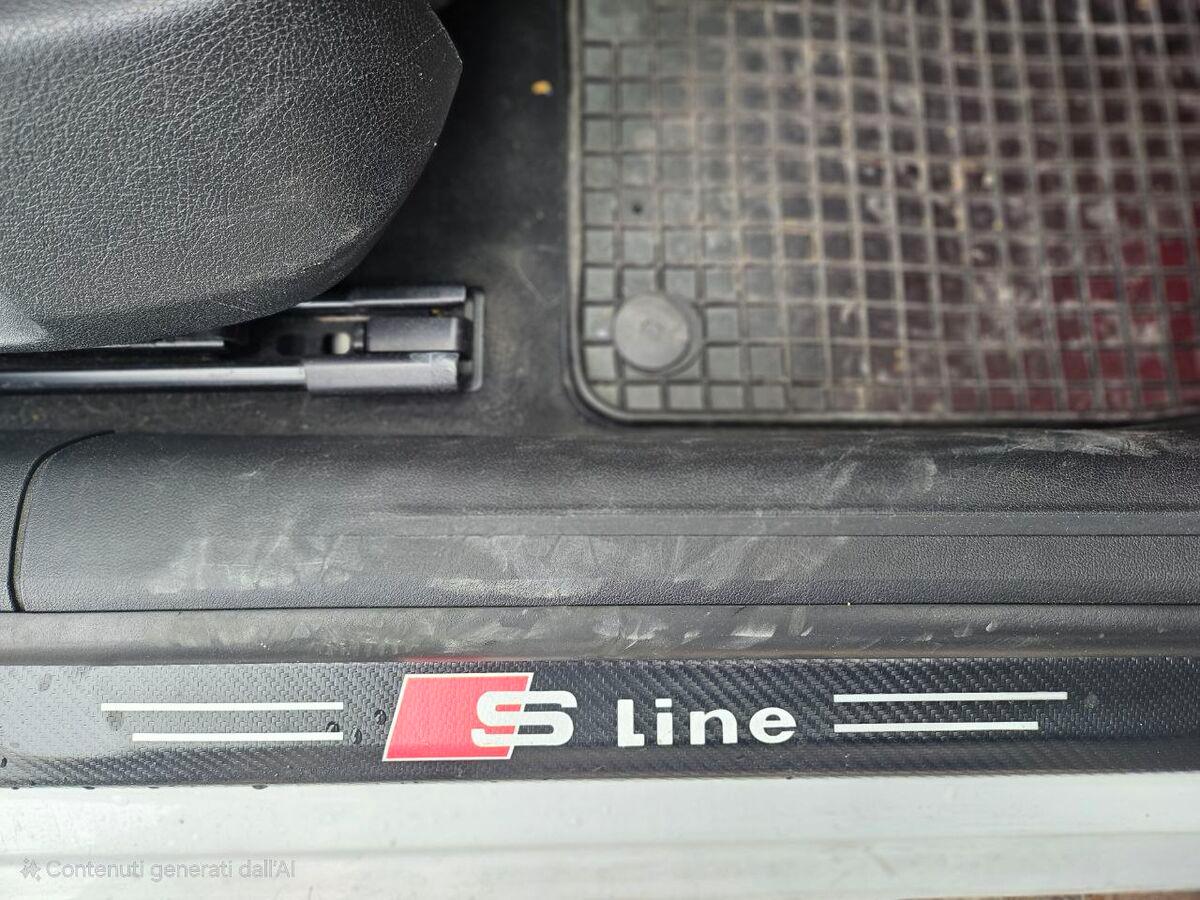 S line
Contenuti generati dall'AI